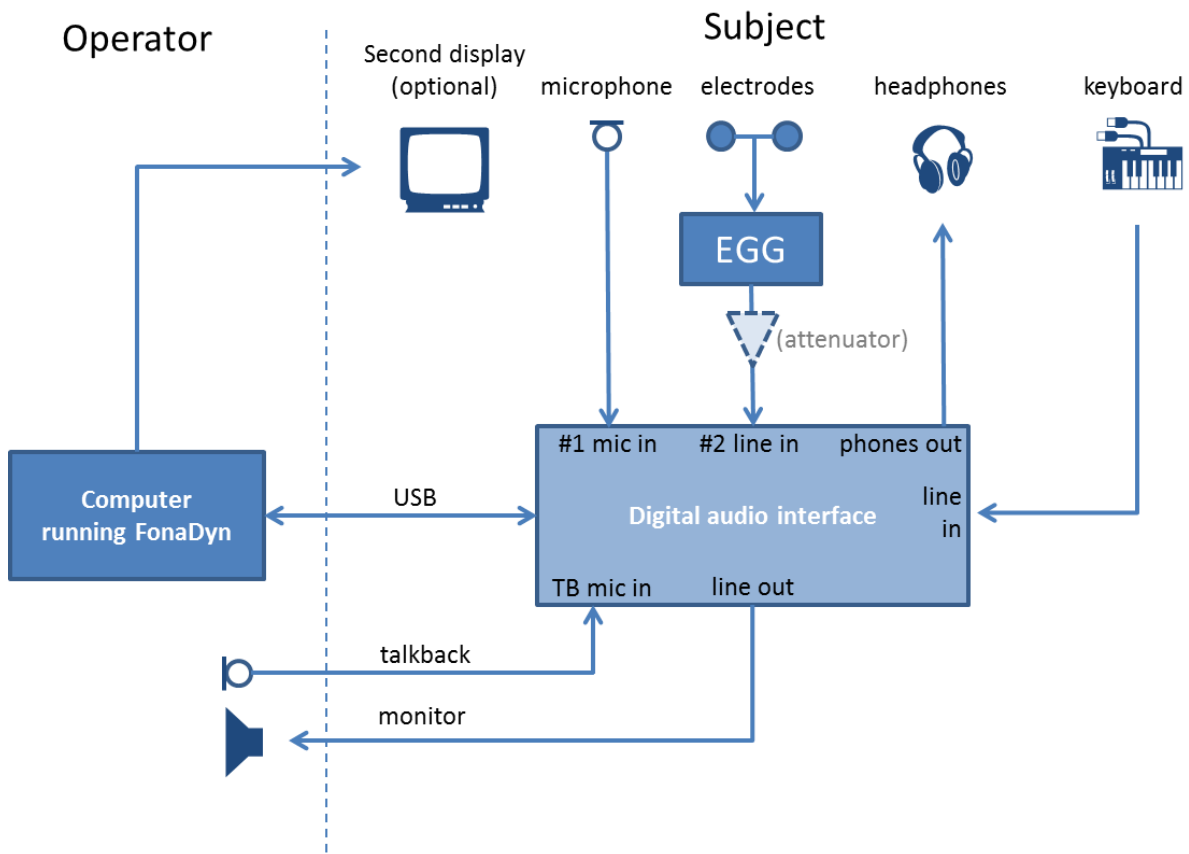 Operator
Subject
Second display
(optional)
microphone
electrodes
headphones
keyboard
EGG
(attenuator)
#1 mic in
#2 line in
phones out
line
in
Computer
running FonaDyn
USB
Digital audio interface
TB mic in
line out
talkback
monitor